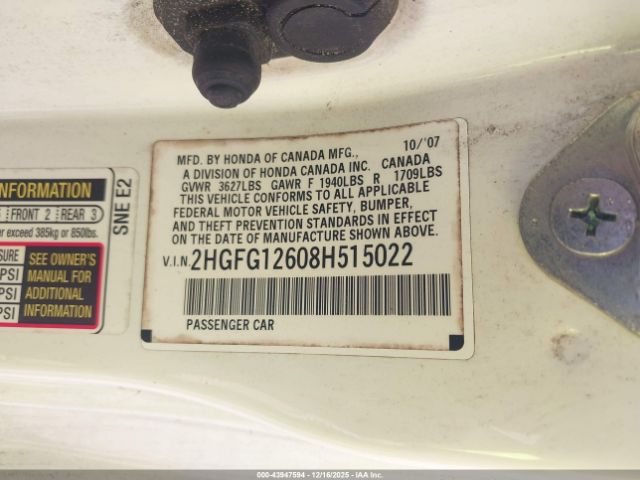 INFORMATION
FRONT 2 REAR 3
er exceed 385kg or 850lbs.
SURE
PSI
PSI
PSI
SEE OWNER'S
MANUAL FOR
ADDITIONAL
INFORMATION
SNE E2
MFD. BY HONDA OF CANADA MFG., 10/'07
A DIVISION OF HONDA CANADA INC. CANADA
GVWR 3627LBS GAWR F 1940LBS R 1709LBS
THIS VEHICLE CONFORMS TO ALL APPLICABLE
FEDERAL MOTOR VEHICLE SAFETY, BUMPER,
AND THEFT PREVENTION STANDARDS IN EFFECT
ON THE DATE OF MANUFACTURE SHOWN ABOVE.
V.I.N. 2HGFG12608H515022
PASSENGER CAR
000-43947594 - 12/16/2025 - IAA Inc.